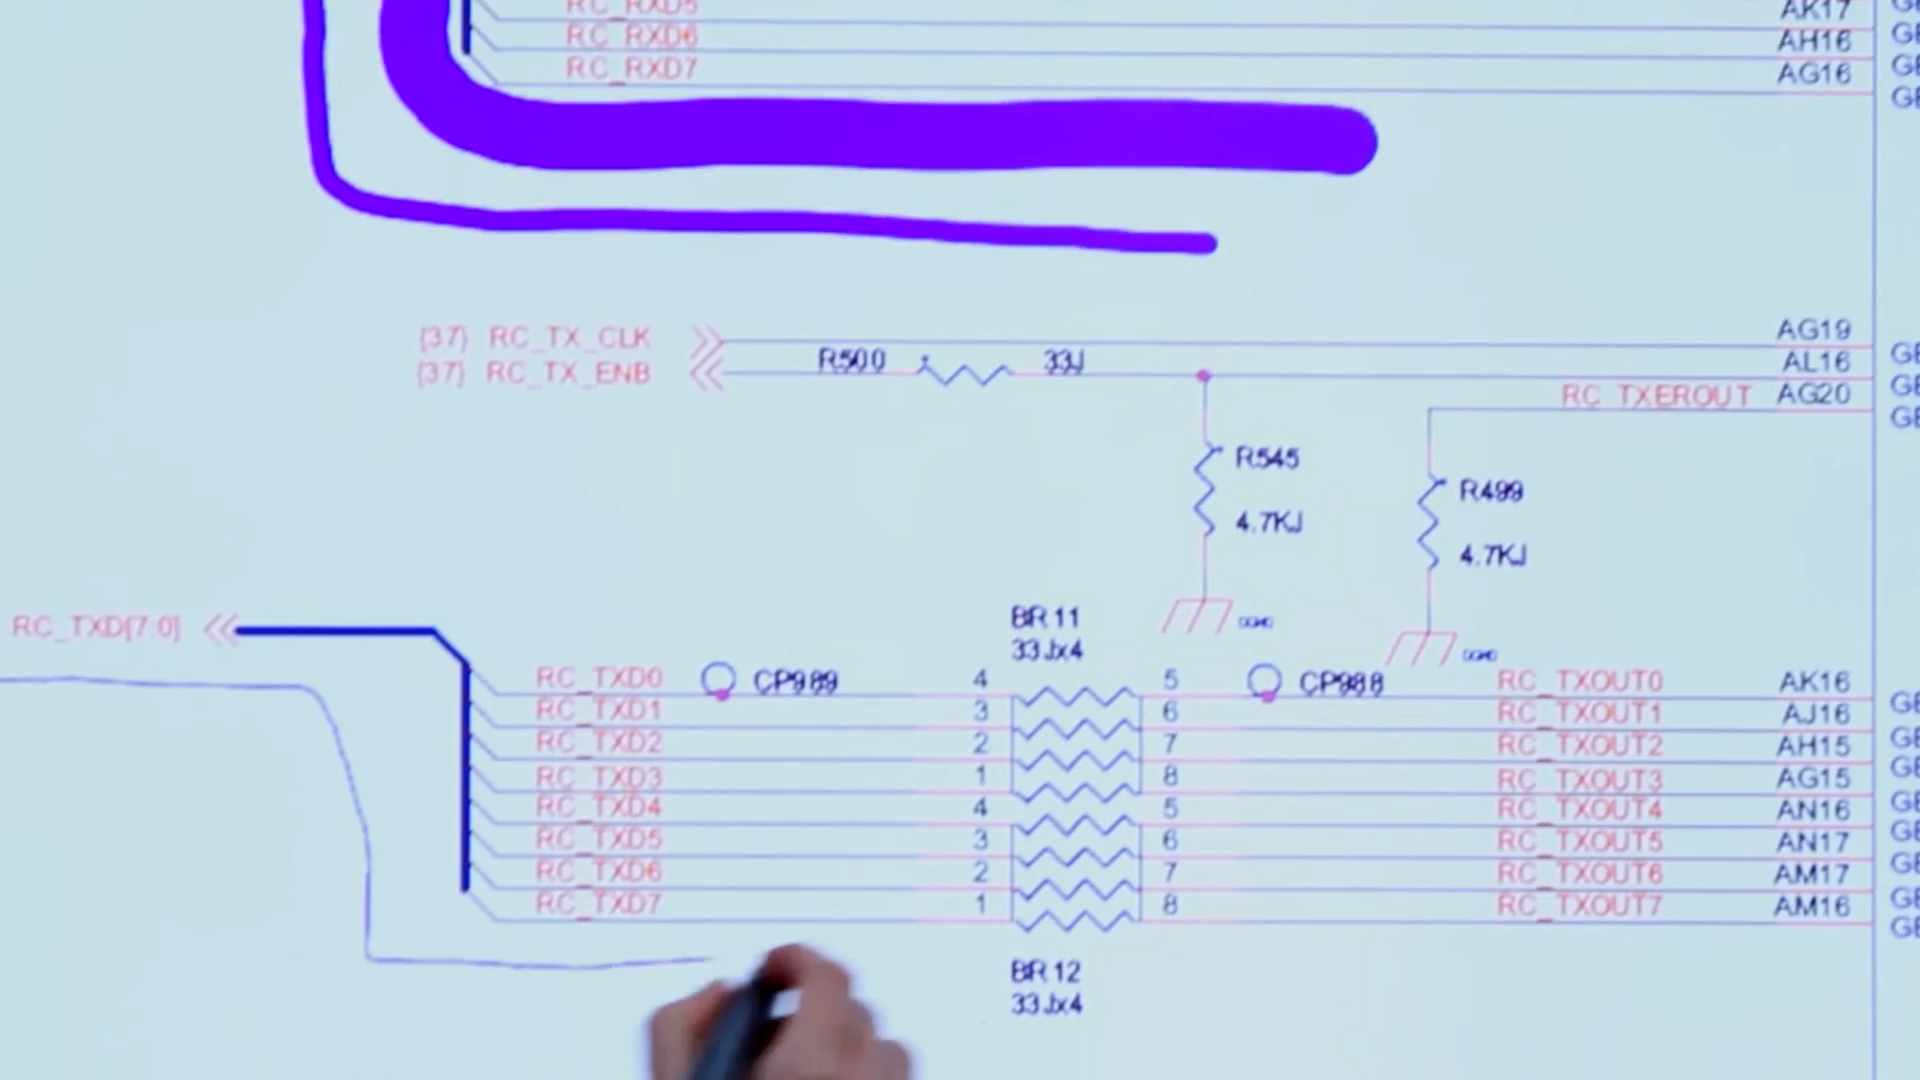 RC_RXD5 AK17
RC_RXD6 AH16
RC_RXD7 AG16
{37} RC_TX_CLK AG19
{37} RC_TX_ENB R500 33J AL16
RC_TXEROUT AG20
R545
4.7KJ
R499
4.7KJ
RC_TXD[7:0]
BR11
33Jx4
RC_TXD0 CP989 4 5 CP988 RC_TXOUT0 AK16
RC_TXD1 3 6 RC_TXOUT1 AJ16
RC_TXD2 2 7 RC_TXOUT2 AH15
RC_TXD3 1 8 RC_TXOUT3 AG15
RC_TXD4 4 5 RC_TXOUT4 AN16
RC_TXD5 3 6 RC_TXOUT5 AN17
RC_TXD6 2 7 RC_TXOUT6 AM17
RC_TXD7 1 8 RC_TXOUT7 AM16
BR12
33Jx4